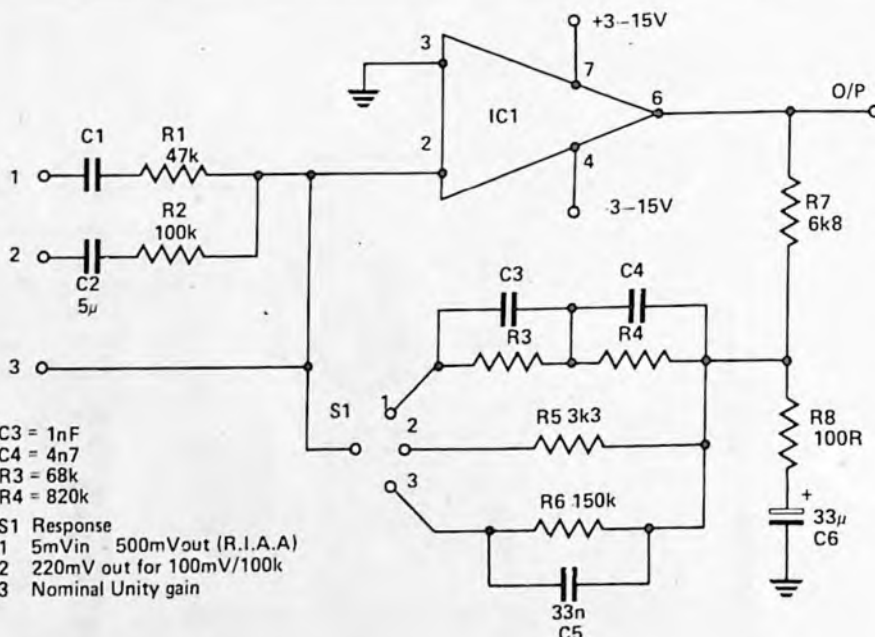 +3–15V
3
7
O/P
6
IC1
C1
R1
47k
2
4
1
R2
100k
-3–15V
R7
6k8
2
C2
5μ
C3
C4
R3
R4
3
S1
1
2
R5 3k3
R8
100R
3
R6 150k
+
33μ
C6
33n
C5
C3 = 1nF
C4 = 4n7
R3 = 68k
R4 = 820k
S1 Response
1 5mVin 500mVout (R.I.A.A)
2 220mV out for 100mV/100k
3 Nominal Unity gain